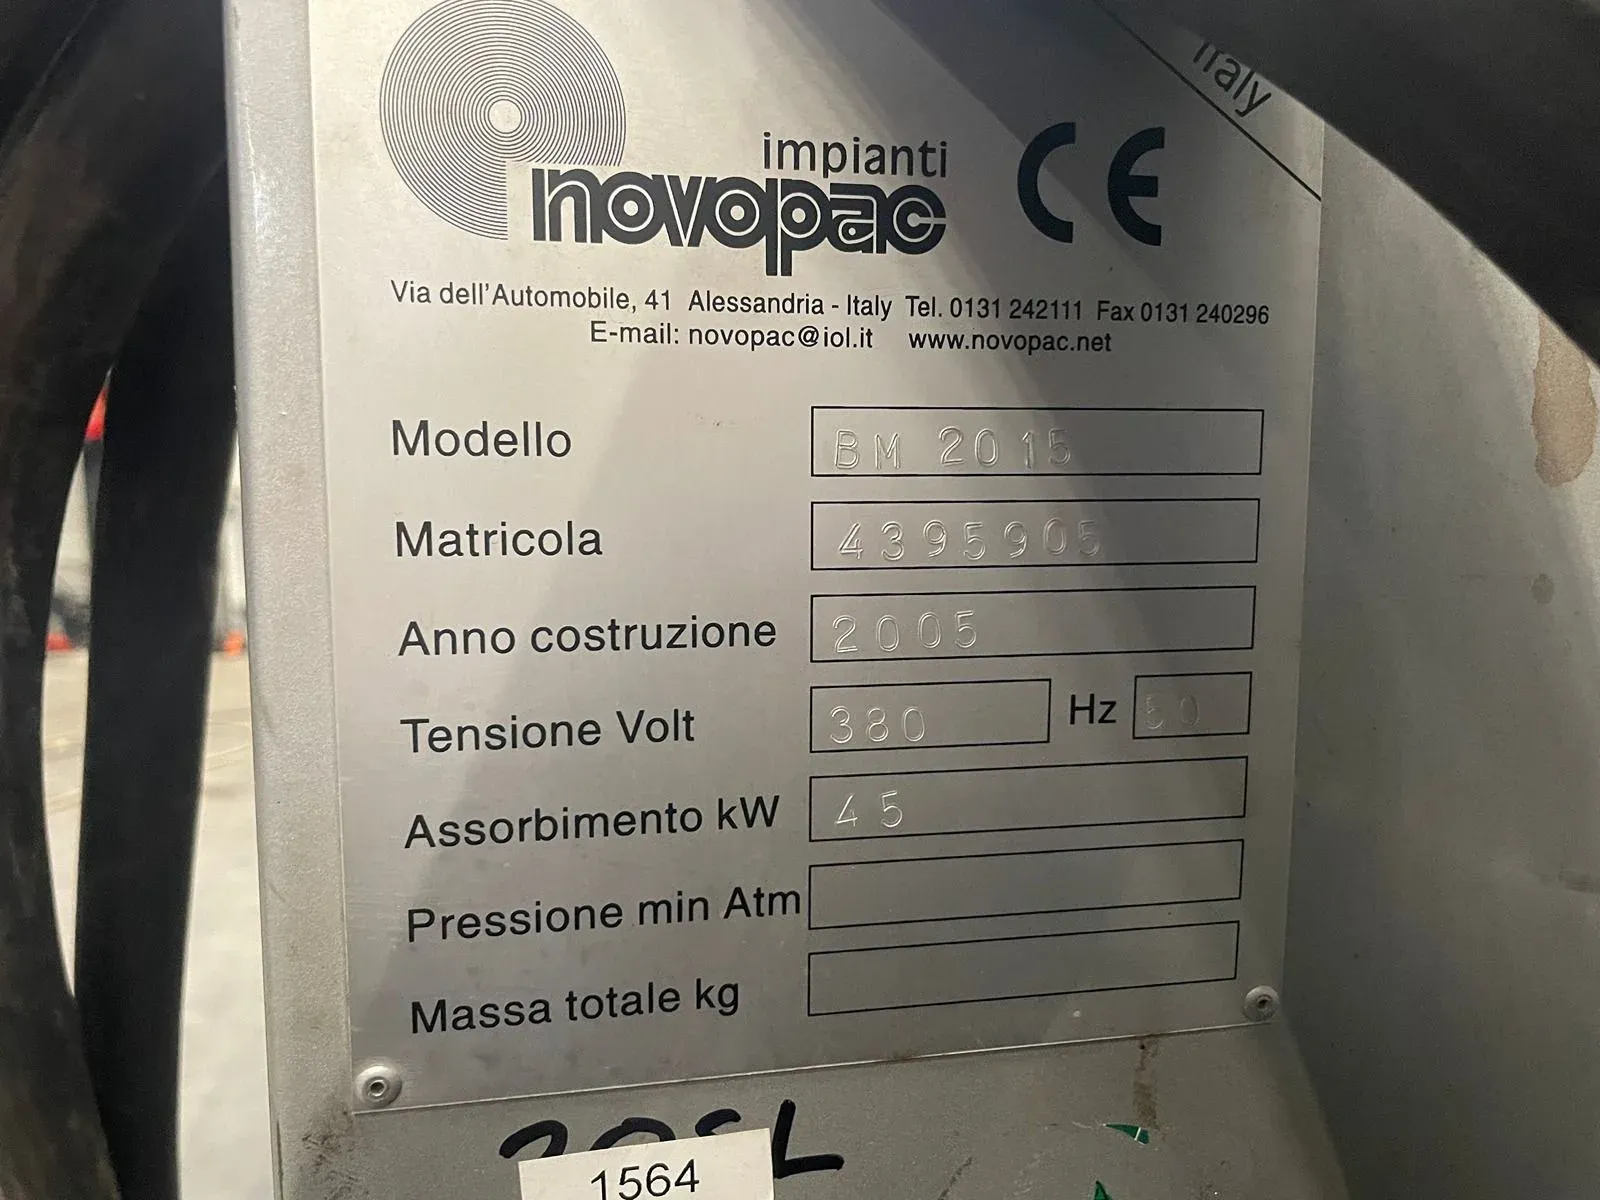 Italy
impianti
novopac
CE
Via dell'Automobile, 41 Alessandria - Italy Tel. 0131 242111 Fax 0131 240296
E-mail: novopac@iol.it www.novopac.net
Modello BM 2015
Matricola 4395905
Anno costruzione 2005
Tensione Volt 380 Hz 50
Assorbimento kW 45
Pressione min Atm
Massa totale kg
1564